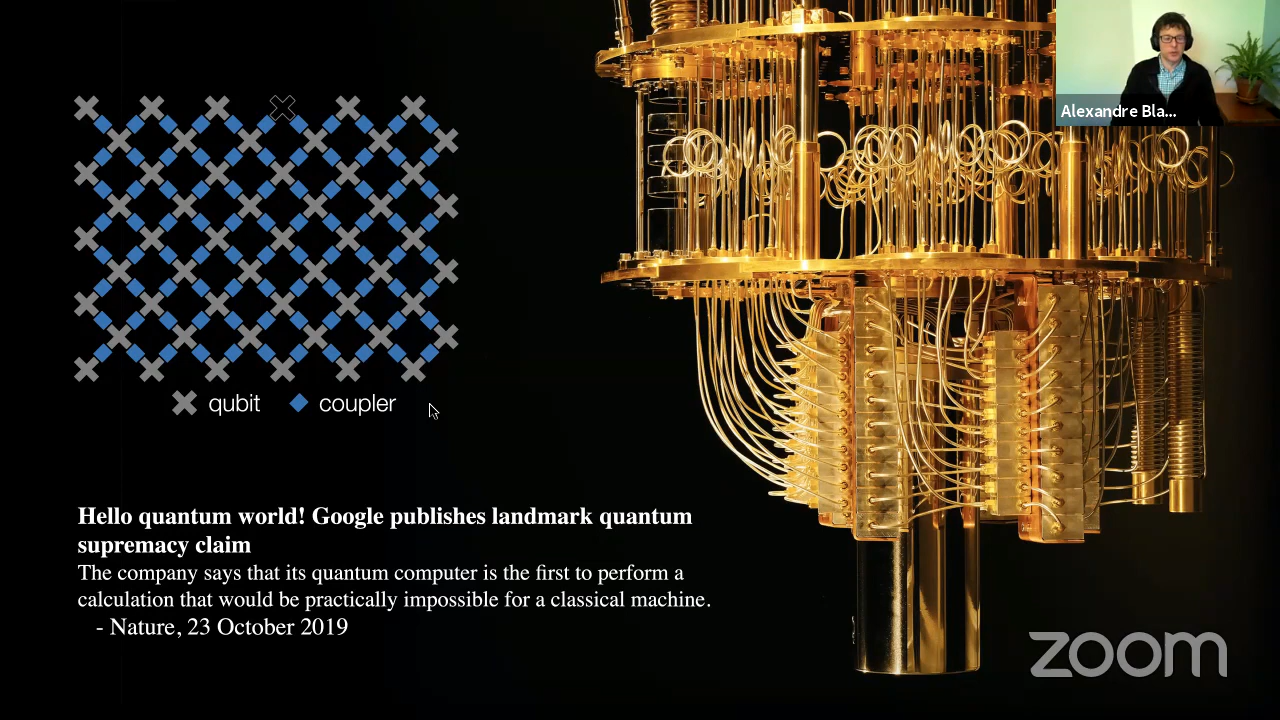 Alexandre Bla...
qubit coupler
Hello quantum world! Google publishes landmark quantum
supremacy claim
The company says that its quantum computer is the first to perform a
calculation that would be practically impossible for a classical machine.
- Nature, 23 October 2019
zoom